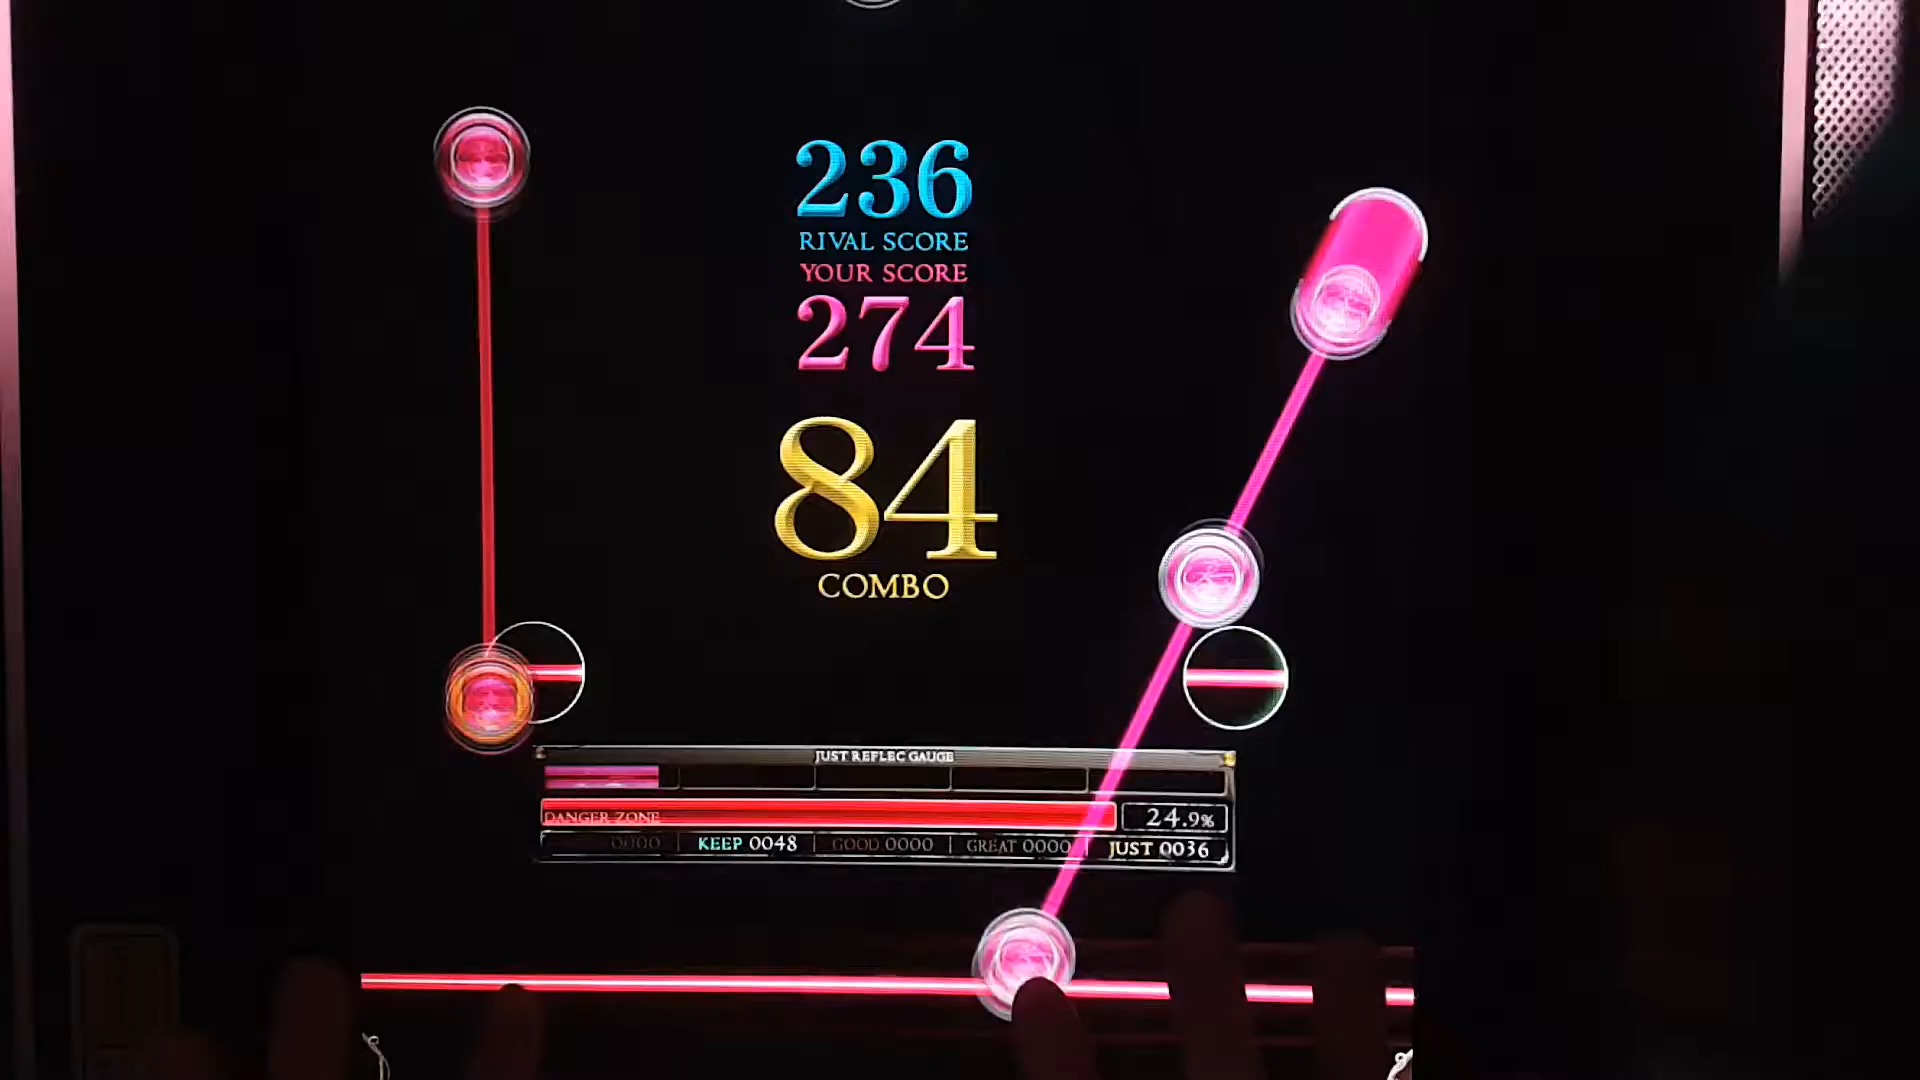 236
RIVAL SCORE
YOUR SCORE
274
84
COMBO
JUST REFLEC GAUGE
DANGER ZONE 24.9%
0000 KEEP 0048 GOOD 0000 GREAT 0000 JUST 0036